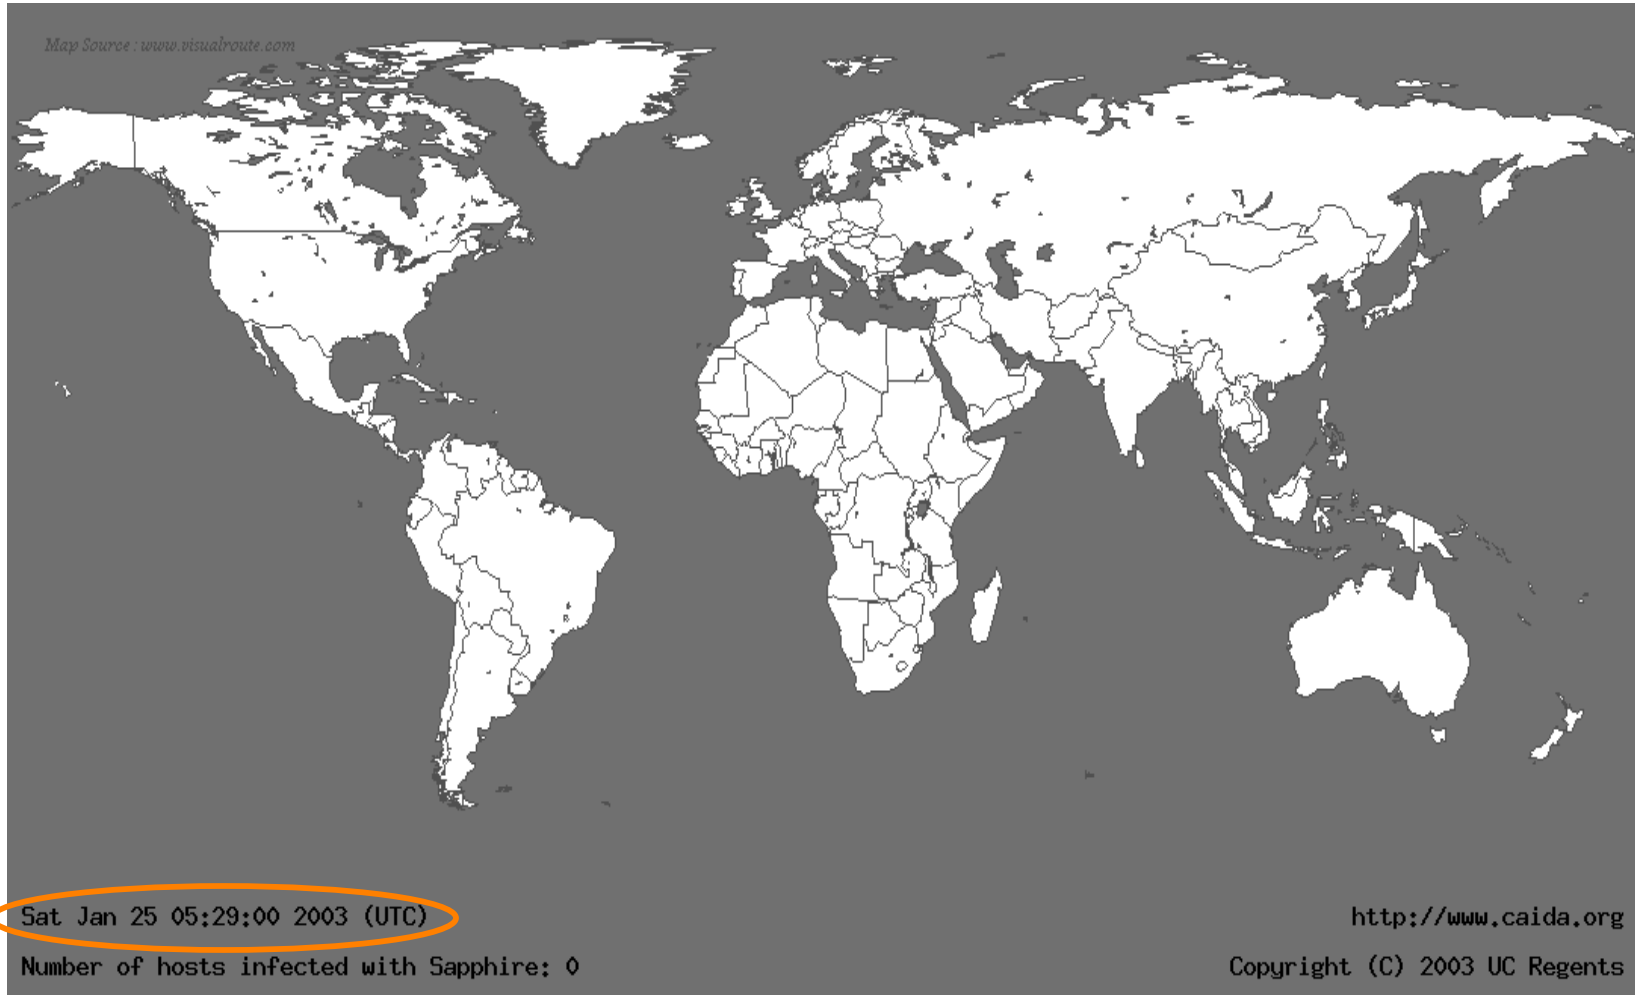 Map Source : www.visualroute.com
Sat Jan 25 05:29:00 2003 (UTC)
http://www.caida.org
Number of hosts infected with Sapphire: 0
Copyright (C) 2003 UC Regents